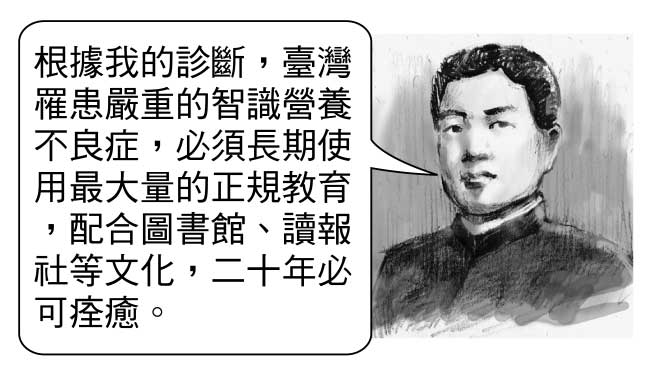 根據我的診斷，臺灣
罹患嚴重的智識營養
不良症，必須長期使
用最大量的正規教育
，配合圖書館、讀報
社等文化，二十年必
可痊癒。